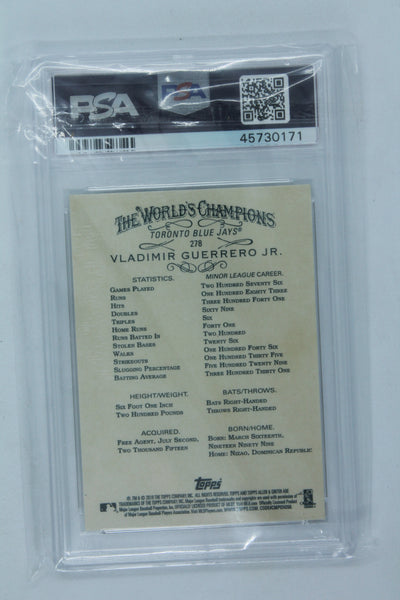 PSA
PSA
45730171
THE WORLD'S CHAMPIONS
TORONTO BLUE JAYS®
278
VLADIMIR GUERRERO JR.
STATISTICS. MINOR LEAGUE CAREER.
GAMES PLAYED TWO HUNDRED SEVENTY SIX
RUNS ONE HUNDRED EIGHTY THREE
HITS THREE HUNDRED FORTY ONE
DOUBLES SIXTY NINE
TRIPLES SIX
HOME RUNS FORTY ONE
RUNS BATTED IN TWO HUNDRED
STOLEN BASES TWENTY SIX
WALKS ONE HUNDRED FORTY SIX
STRIKEOUTS ONE HUNDRED THIRTY FIVE
SLUGGING PERCENTAGE FIVE HUNDRED TWENTY NINE
BATTING AVERAGE THREE HUNDRED THIRTY ONE
HEIGHT/WEIGHT. BATS/THROWS.
SIX FOOT ONE INCH BATS RIGHT-HANDED
TWO HUNDRED POUNDS THROWS RIGHT-HANDED
ACQUIRED. BORN/HOME.
FREE AGENT, JULY SECOND, BORN: MARCH SIXTEENTH,
TWO THOUSAND FIFTEEN NINETEEN NINETY NINE
HOME: NIZAO, DOMINICAN REPUBLIC
Topps